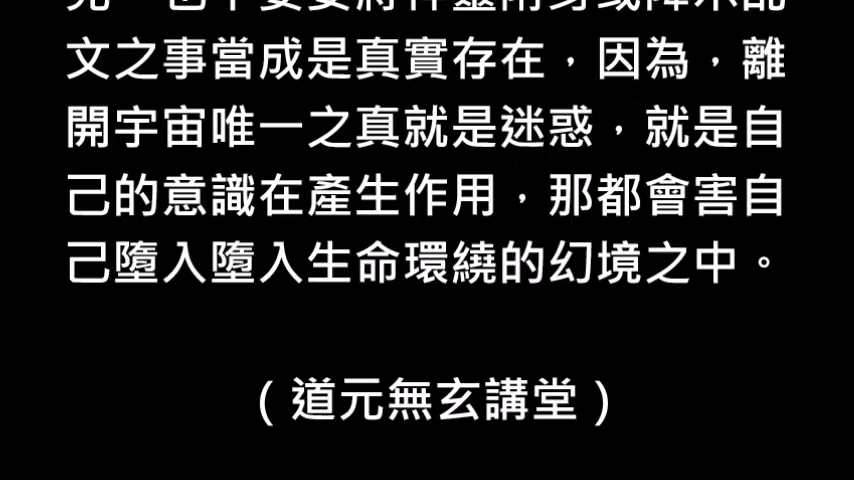 文之事當成是真實存在，因為，離
開宇宙唯一之真就是迷惑，就是自
己的意識在產生作用，那都會害自
己墮入墮入生命環繞的幻境之中。
（道元無玄講堂）